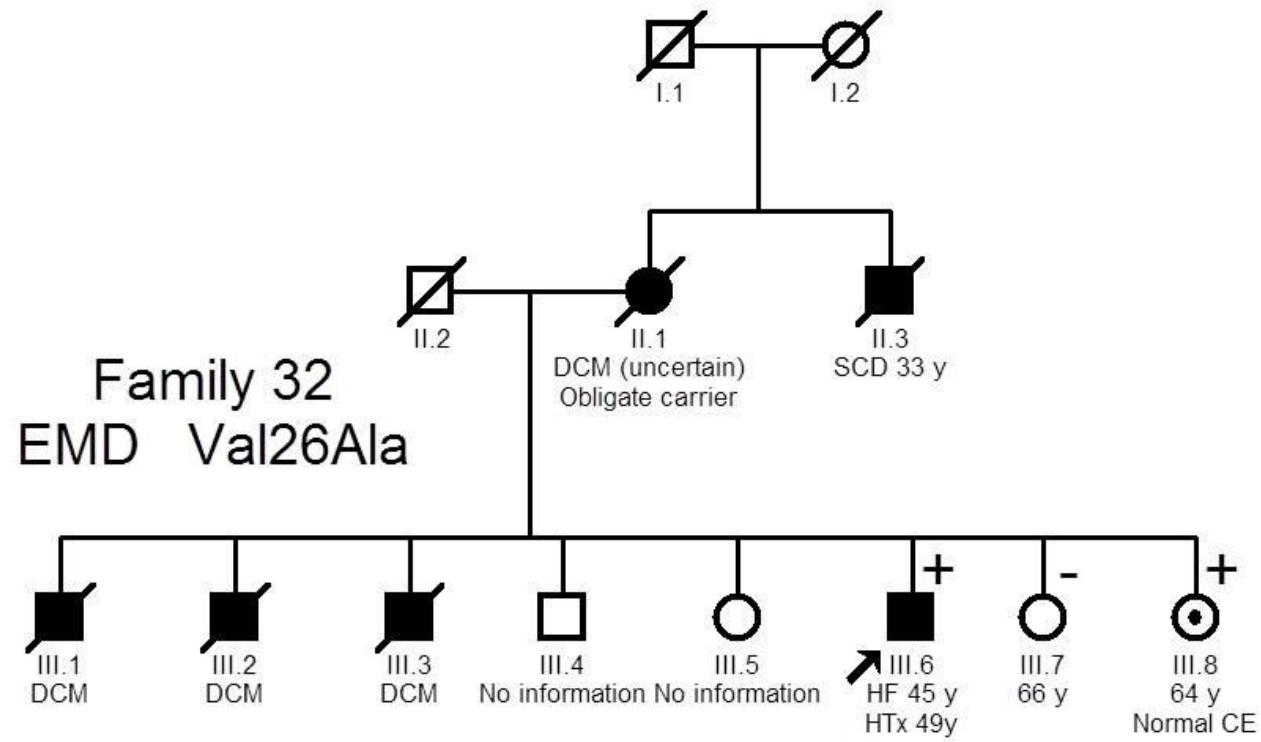 I.1 I.2
II.2 II.1 II.3
DCM (uncertain) SCD 33 y
Obligate carrier
Family 32
EMD Val26Ala
+ - +
III.1 III.2 III.3 III.4 III.5 III.6 III.7 III.8
DCM DCM DCM No information No information HF 45 y 66 y 64 y
HTx 49y Normal CE